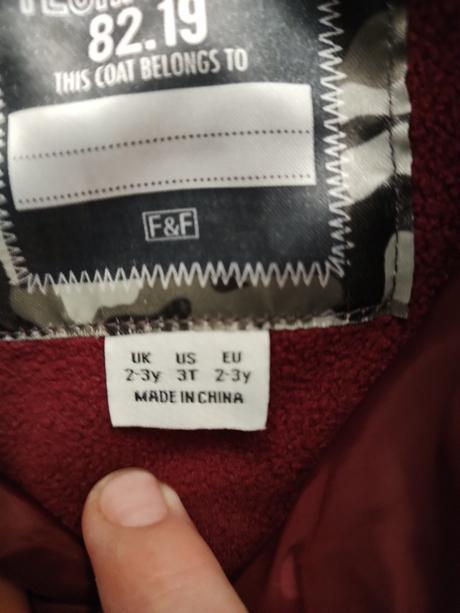 82.19
THIS COAT BELONGS TO
F&F
UK US EU
2-3y 3T 2-3y
MADE IN CHINA